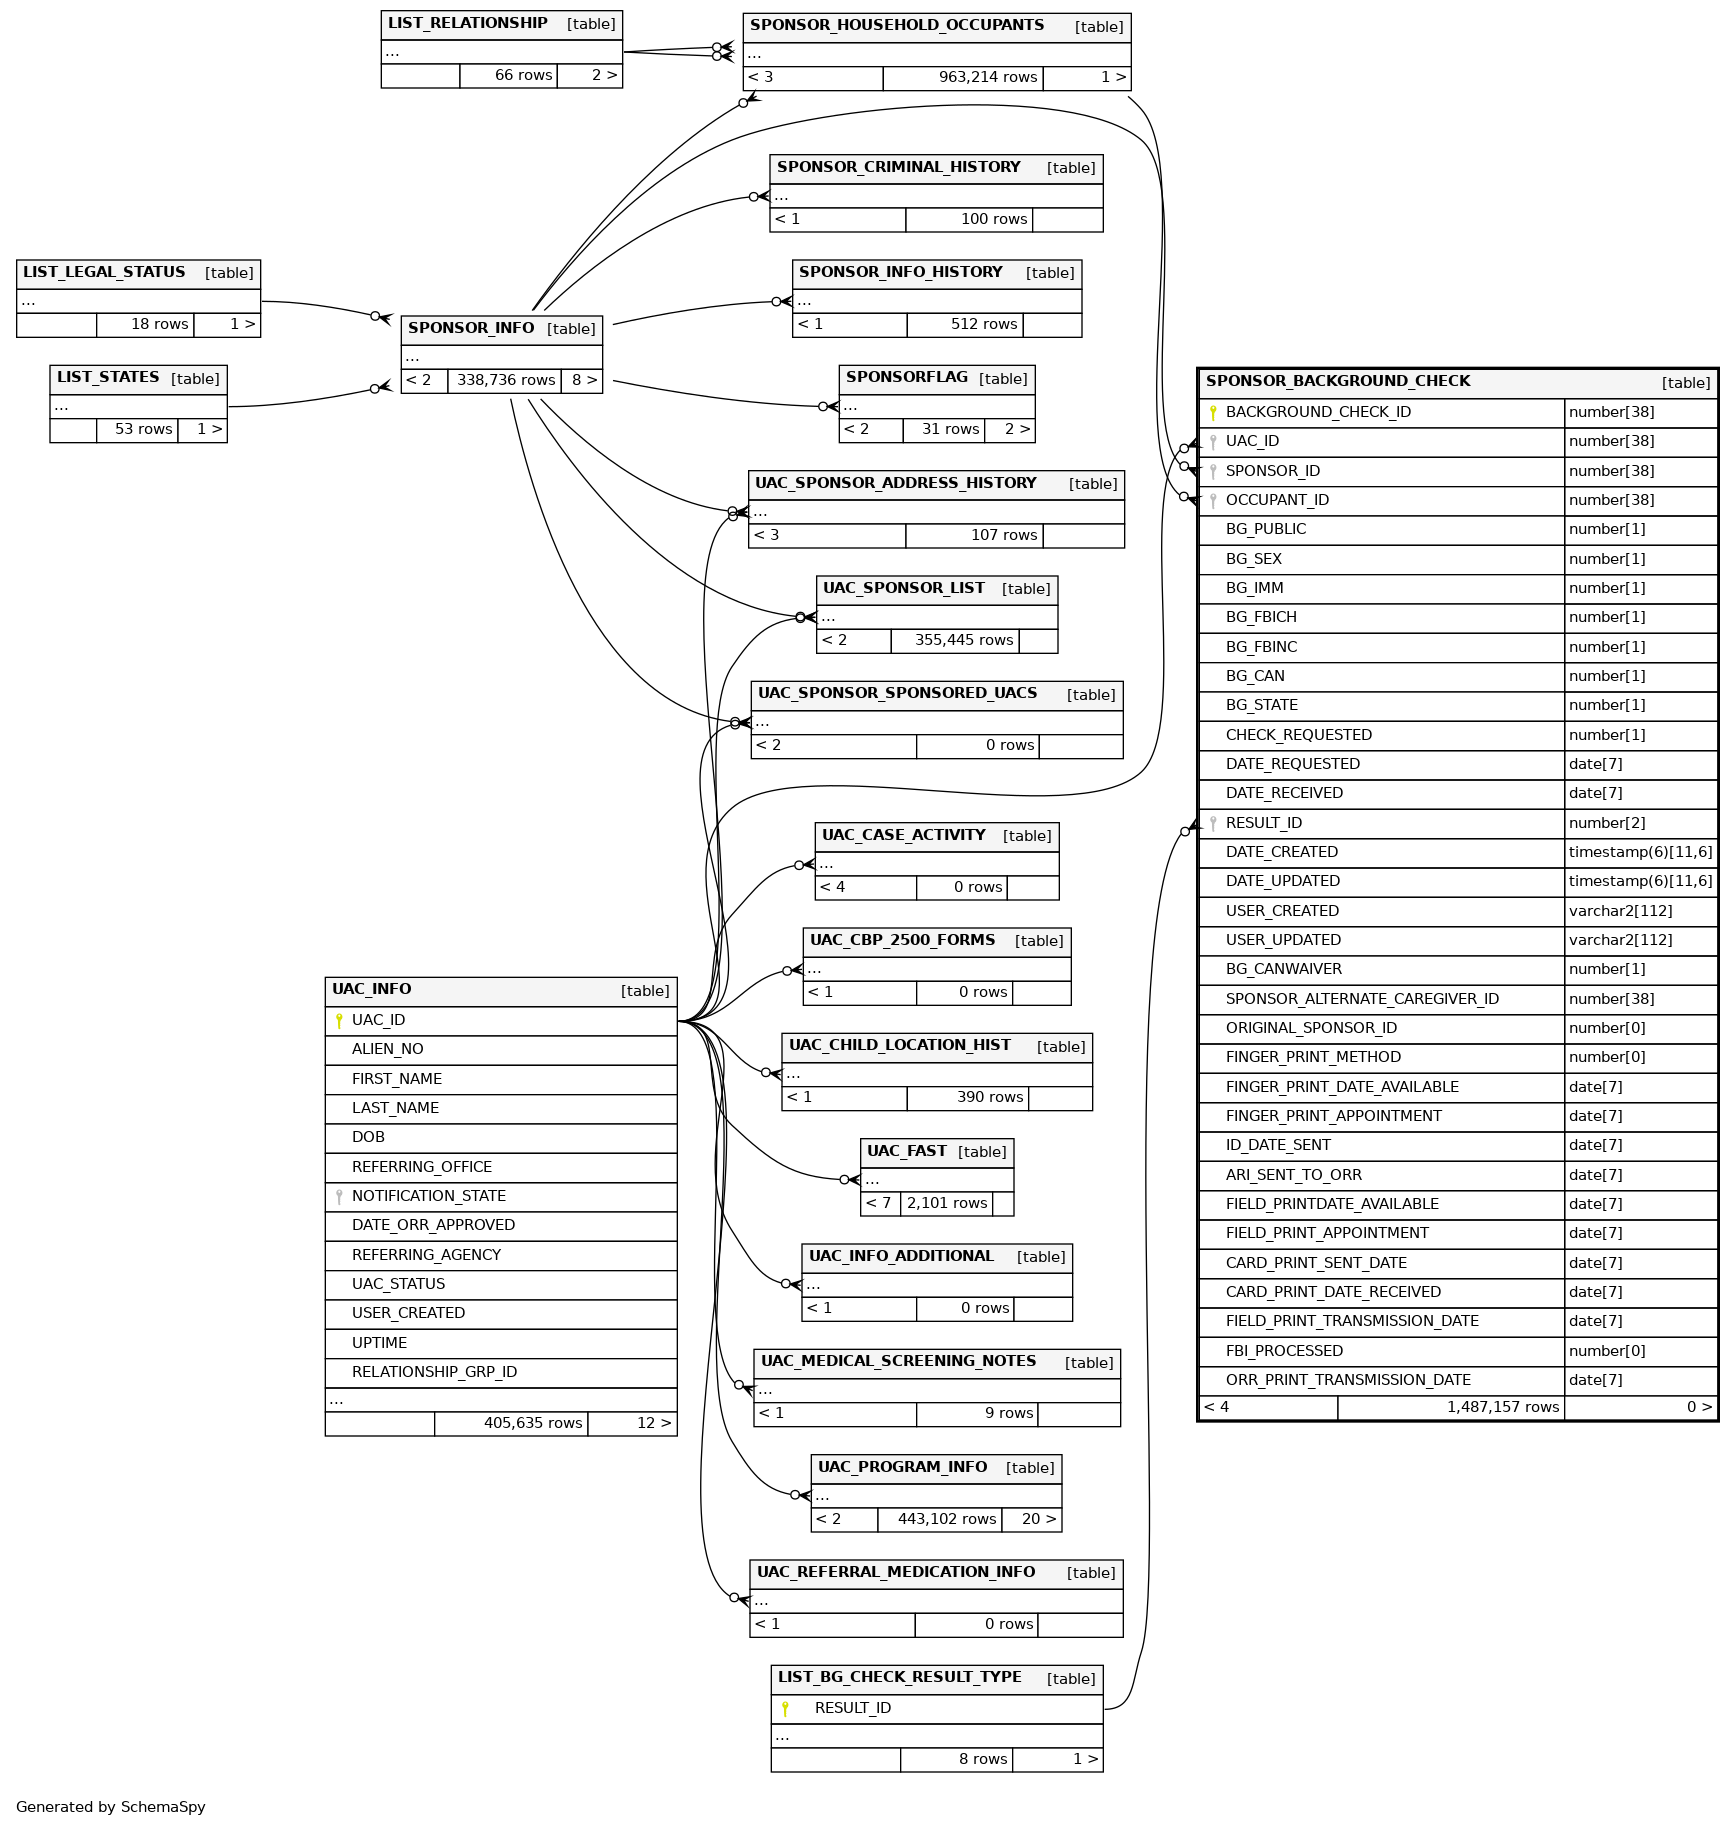 LIST_RELATIONSHIP [table]
...
66 rows 2 >
SPONSOR_HOUSEHOLD_OCCUPANTS [table]
...
< 3 963,214 rows 1 >
SPONSOR_CRIMINAL_HISTORY [table]
...
< 1 100 rows
LIST_LEGAL_STATUS [table]
...
18 rows 1 >
SPONSOR_INFO [table]
...
< 2 338,736 rows 8 >
LIST_STATES [table]
...
53 rows 1 >
SPONSOR_INFO_HISTORY [table]
...
< 1 512 rows
SPONSORFLAG [table]
...
< 2 31 rows 2 >
UAC_SPONSOR_ADDRESS_HISTORY [table]
...
< 3 107 rows
UAC_SPONSOR_LIST [table]
...
< 2 355,445 rows
UAC_SPONSOR_SPONSORED_UACS [table]
...
< 2 0 rows
UAC_CASE_ACTIVITY [table]
...
< 4 0 rows
UAC_CBP_2500_FORMS [table]
...
< 1 0 rows
UAC_CHILD_LOCATION_HIST [table]
...
< 1 390 rows
UAC_FAST [table]
...
< 7 2,101 rows
UAC_INFO_ADDITIONAL [table]
...
< 1 0 rows
UAC_MEDICAL_SCREENING_NOTES [table]
...
< 1 9 rows
UAC_PROGRAM_INFO [table]
...
< 2 443,102 rows 20 >
UAC_REFERRAL_MEDICATION_INFO [table]
...
< 1 0 rows
LIST_BG_CHECK_RESULT_TYPE [table]
RESULT_ID
...
8 rows 1 >
UAC_INFO [table]
UAC_ID
ALIEN_NO
FIRST_NAME
LAST_NAME
DOB
REFERRING_OFFICE
NOTIFICATION_STATE
DATE_ORR_APPROVED
REFERRING_AGENCY
UAC_STATUS
USER_CREATED
UPTIME
RELATIONSHIP_GRP_ID
...
405,635 rows 12 >
SPONSOR_BACKGROUND_CHECK [table]
BACKGROUND_CHECK_ID number[38]
UAC_ID number[38]
SPONSOR_ID number[38]
OCCUPANT_ID number[38]
BG_PUBLIC number[1]
BG_SEX number[1]
BG_IMM number[1]
BG_FBICH number[1]
BG_FBINC number[1]
BG_CAN number[1]
BG_STATE number[1]
CHECK_REQUESTED number[1]
DATE_REQUESTED date[7]
DATE_RECEIVED date[7]
RESULT_ID number[2]
DATE_CREATED timestamp(6)[11,6]
DATE_UPDATED timestamp(6)[11,6]
USER_CREATED varchar2[112]
USER_UPDATED varchar2[112]
BG_CANWAIVER number[1]
SPONSOR_ALTERNATE_CAREGIVER_ID number[38]
ORIGINAL_SPONSOR_ID number[0]
FINGER_PRINT_METHOD number[0]
FINGER_PRINT_DATE_AVAILABLE date[7]
FINGER_PRINT_APPOINTMENT date[7]
ID_DATE_SENT date[7]
ARI_SENT_TO_ORR date[7]
FIELD_PRINTDATE_AVAILABLE date[7]
FIELD_PRINT_APPOINTMENT date[7]
CARD_PRINT_SENT_DATE date[7]
CARD_PRINT_DATE_RECEIVED date[7]
FIELD_PRINT_TRANSMISSION_DATE date[7]
FBI_PROCESSED number[0]
ORR_PRINT_TRANSMISSION_DATE date[7]
< 4 1,487,157 rows 0 >
Generated by SchemaSpy